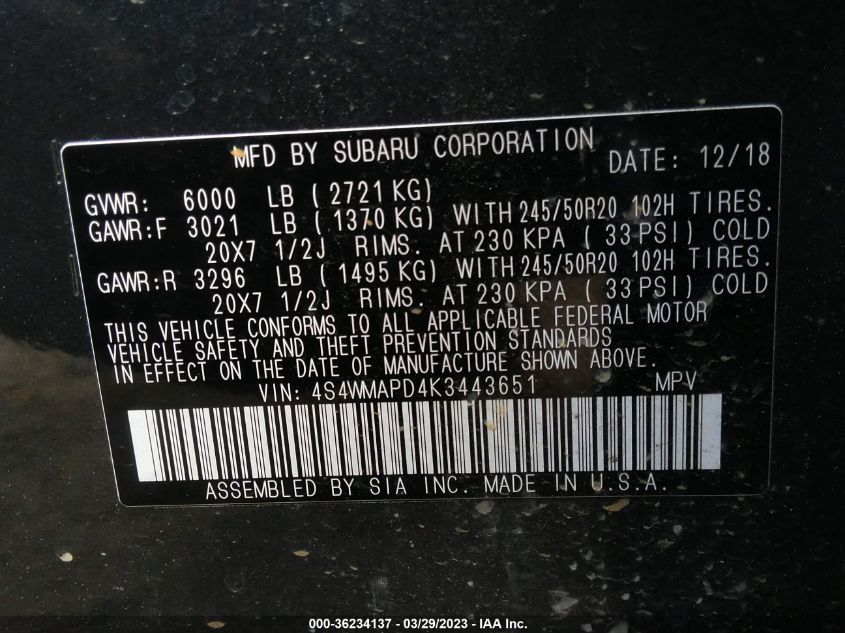 MFD BY SUBARU CORPORATION DATE: 12/18
GVWR: 6000 LB ( 2721 KG)
GAWR:F 3021 LB ( 1370 KG) WITH 245/50R20 102H TIRES.
20X7 1/2J RIMS. AT 230 KPA ( 33 PSI) COLD
GAWR:R 3296 LB ( 1495 KG) WITH 245/50R20 102H TIRES.
20X7 1/2J RIMS. AT 230 KPA ( 33 PSI) COLD
THIS VEHICLE CONFORMS TO ALL APPLICABLE FEDERAL MOTOR
VEHICLE SAFETY AND THEFT PREVENTION STANDARDS
IN EFFECT ON THE DATE OF MANUFACTURE SHOWN ABOVE.
VIN: 4S4WMAPD4K3443651 MPV
ASSEMBLED BY SIA INC. MADE IN U.S.A.
000-36234137 - 03/29/2023 - IAA Inc.